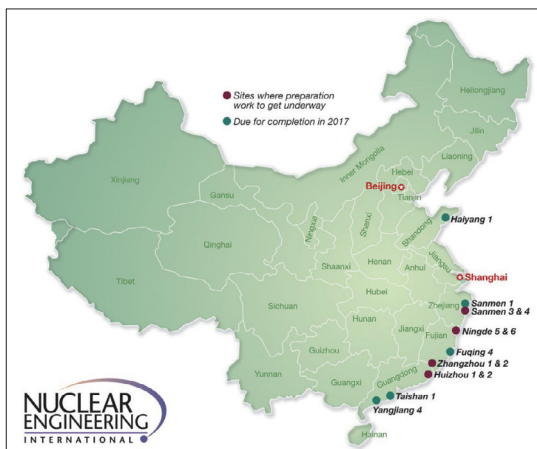 Sites where preparation
work to get underway
Due for completion in 2017
Heilongjiang
Jilin
Liaoning
Inner Mongolia
Xinjiang
Gansu
Hebei
Beijing
Tianjin
Ningxia
Shanxi
Shandong
Haiyang 1
Qinghai
Shaanxi
Henan
Jiangsu
Anhui
Shanghai
Tibet
Hubei
Sichuan
Zhejiang
Sanmen 1
Sanmen 3 & 4
Hunan
Jiangxi
Ningde 5 & 6
Fujian
Guizhou
Fuqing 4
Zhangzhou 1 & 2
Yunnan
Guangxi
Guangdong
Huizhou 1 & 2
Taishan 1
Yangjiang 4
Hainan
NUCLEAR
ENGINEERING
INTERNATIONAL